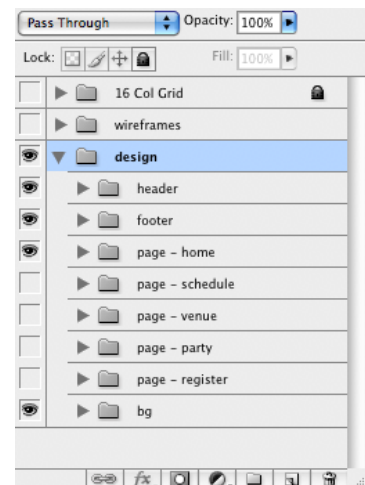 Pass Through Opacity: 100%
Lock: Fill: 100%
16 Col Grid
wireframes
design
header
footer
page – home
page – schedule
page – venue
page – party
page – register
bg
fx